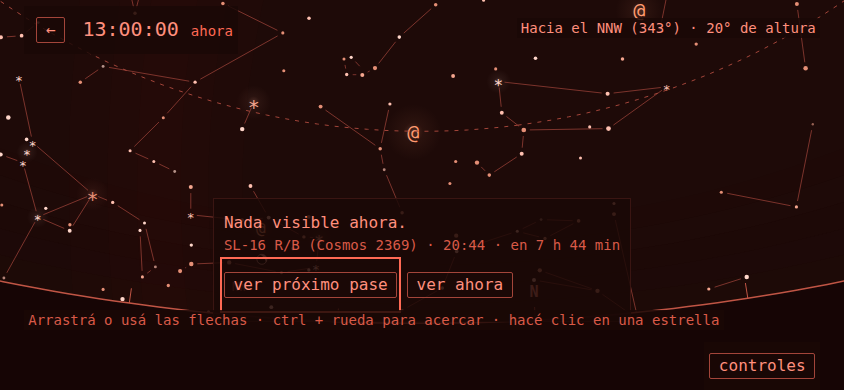 ← 13:00:00 ahora
Hacia el NNW (343°) · 20° de altura
Nada visible ahora.
SL-16 R/B (Cosmos 2369) · 20:44 · en 7 h 44 min
ver próximo pase
ver ahora
N
Arrastrá o usá las flechas · ctrl + rueda para acercar · hacé clic en una estrella
controles